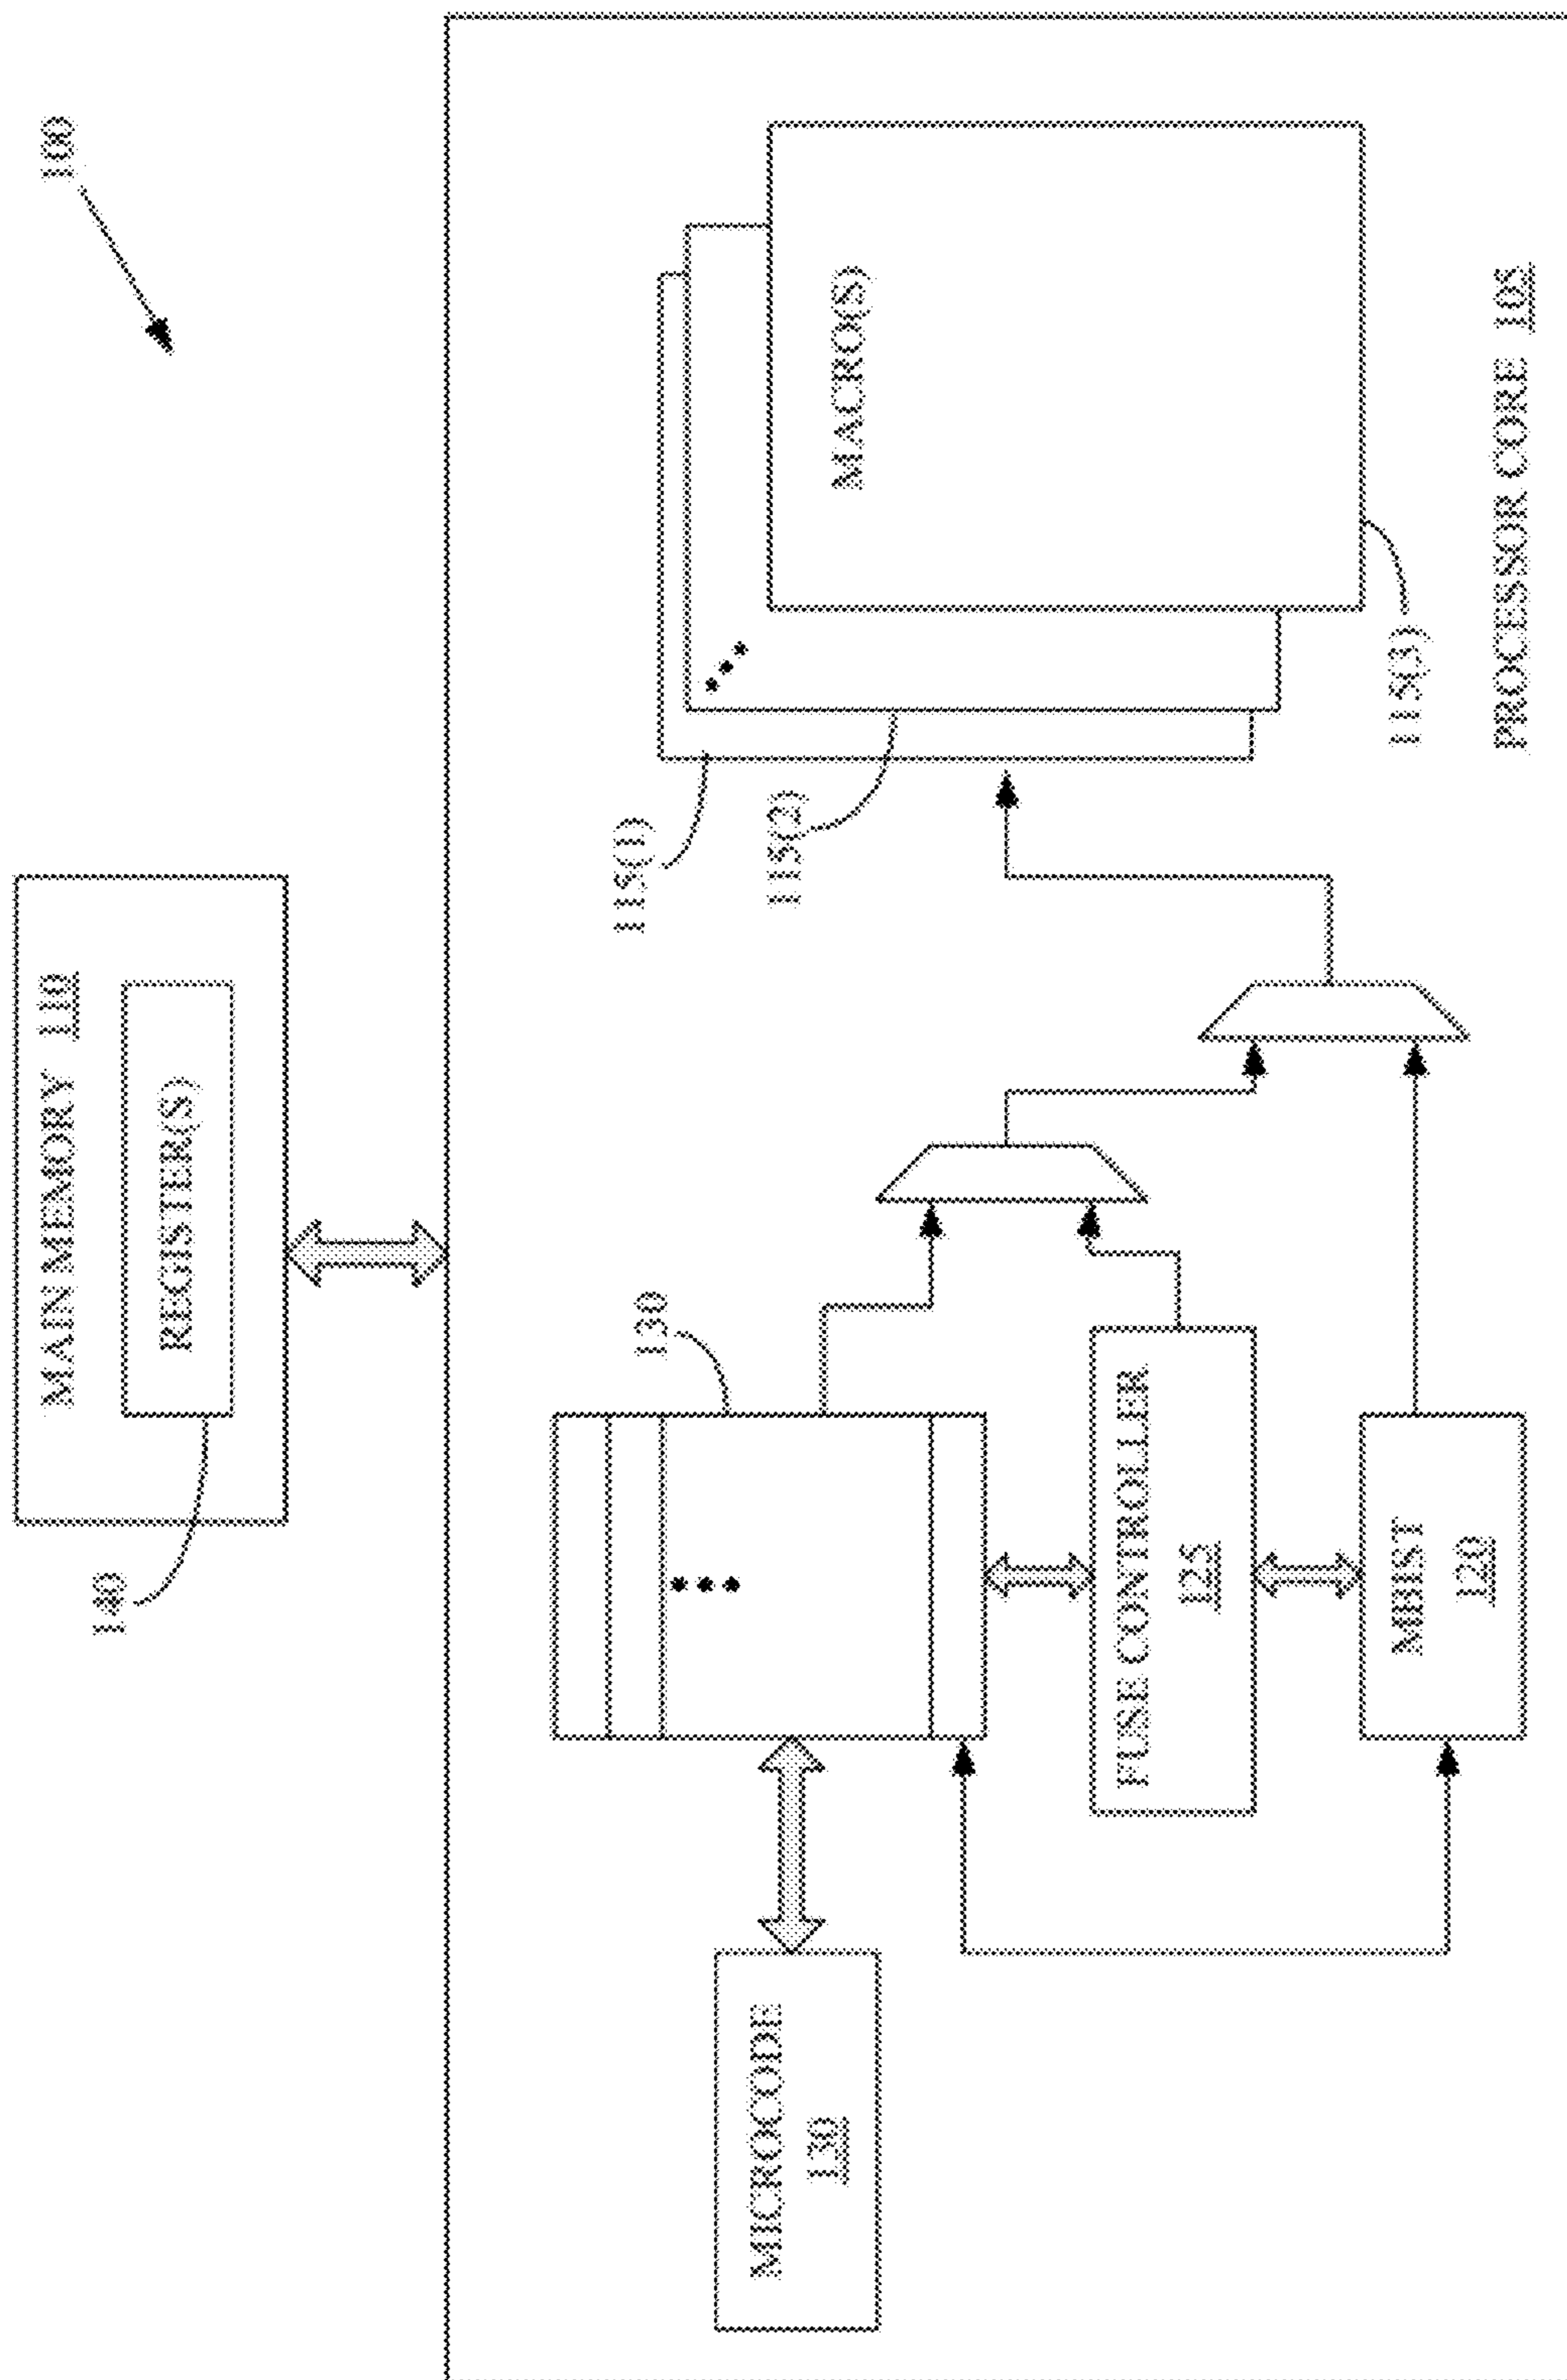 100
MAIN MEMORY 110
REGISTER(S)
140
130
MICROCODE
130
FUSE CONTROLLER
125
MBIST
120
115(1)
115(2)
MACRO(S)
115(3)
PROCESSOR CORE 105